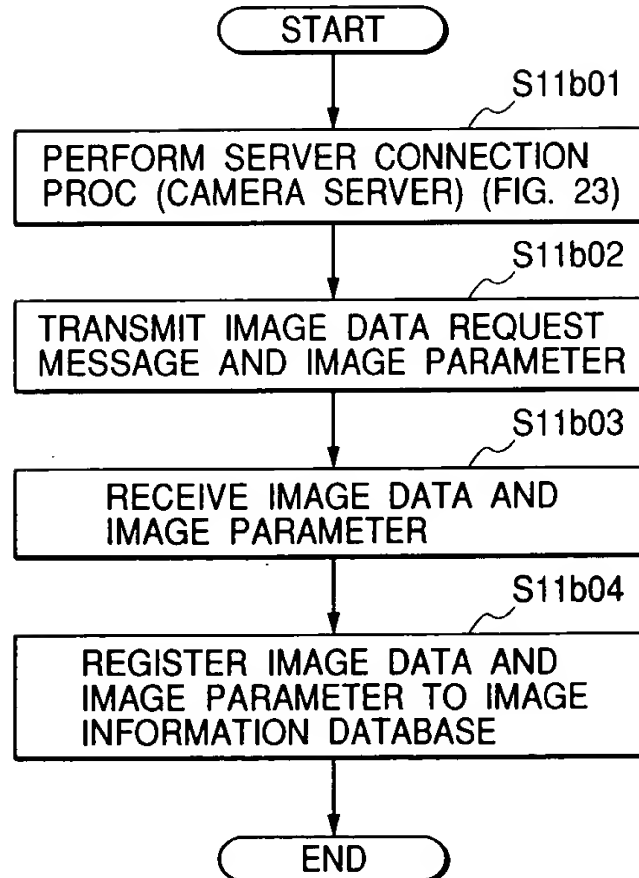 START
S11b01
PERFORM SERVER CONNECTION
PROC (CAMERA SERVER) (FIG. 23)
S11b02
TRANSMIT IMAGE DATA REQUEST
MESSAGE AND IMAGE PARAMETER
S11b03
RECEIVE IMAGE DATA AND
IMAGE PARAMETER
S11b04
REGISTER IMAGE DATA AND
IMAGE PARAMETER TO IMAGE
INFORMATION DATABASE
END